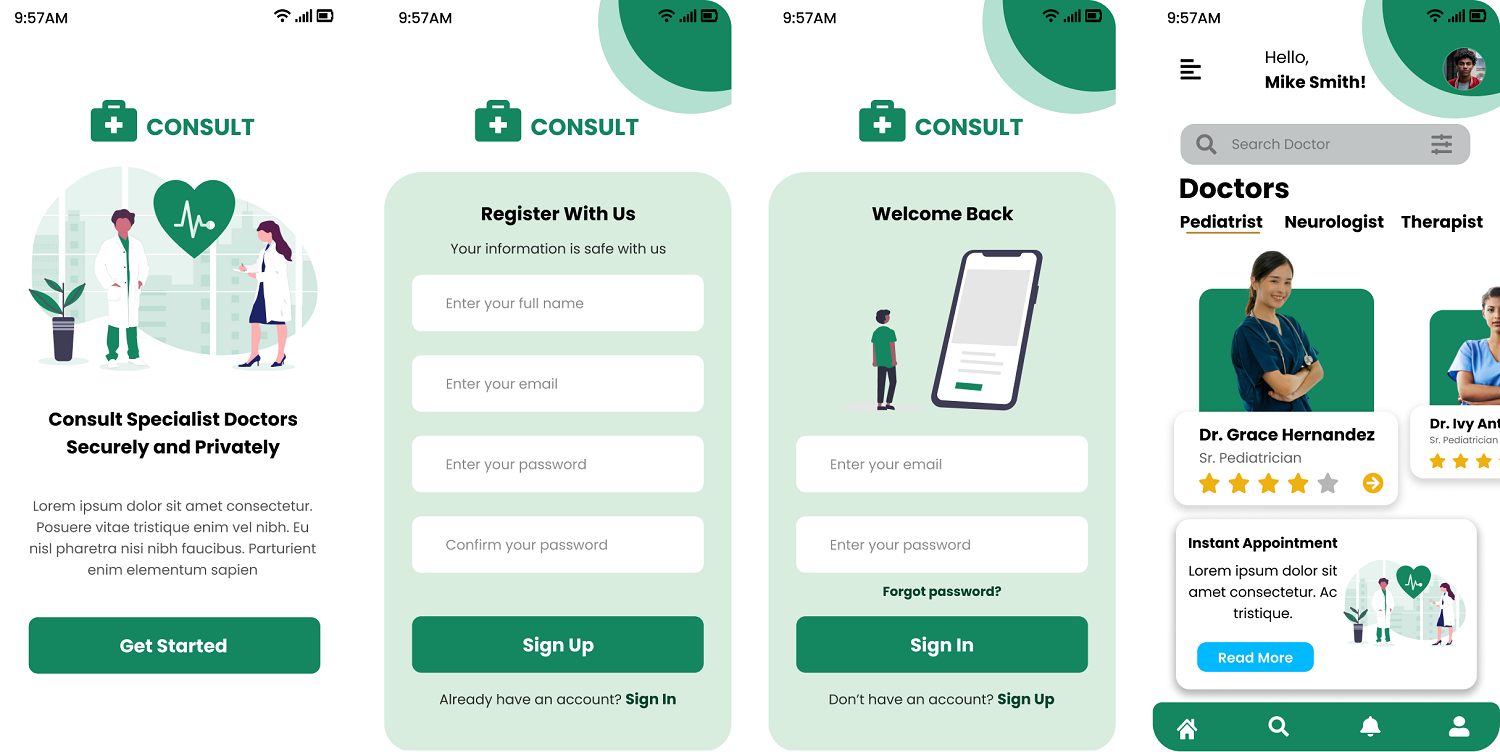 9:57AM
CONSULT
Consult Specialist Doctors
Securely and Privately
Lorem ipsum dolor sit amet consectetur.
Posuere vitae tristique enim vel nibh. Eu
nisl pharetra nisi nibh faucibus. Parturient
enim elementum sapien
Get Started
9:57AM
CONSULT
Register With Us
Your information is safe with us
Enter your full name
Enter your email
Enter your password
Confirm your password
Sign Up
Already have an account? Sign In
9:57AM
CONSULT
Welcome Back
Enter your email
Enter your password
Forgot password?
Sign In
Don’t have an account? Sign Up
9:57AM
Hello,
Mike Smith!
Search Doctor
Doctors
Pediatrist Neurologist Therapist
Dr. Grace Hernandez
Sr. Pediatrician
Dr. Ivy Ant
Sr. Pediatrician
Instant Appointment
Lorem ipsum dolor sit
amet consectetur. Ac
tristique.
Read More